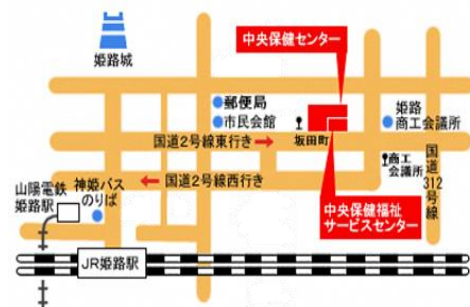 中央保健センター
姫路城
郵便局
市民会館
姫路
商工会議所
坂田町
国道2号線東行き
商工
会議所
国道
312
号線
国道2号線西行き
神姫バス
のりば
山陽電鉄
姫路駅
中央保健福祉
サービスセンター
JR姫路駅